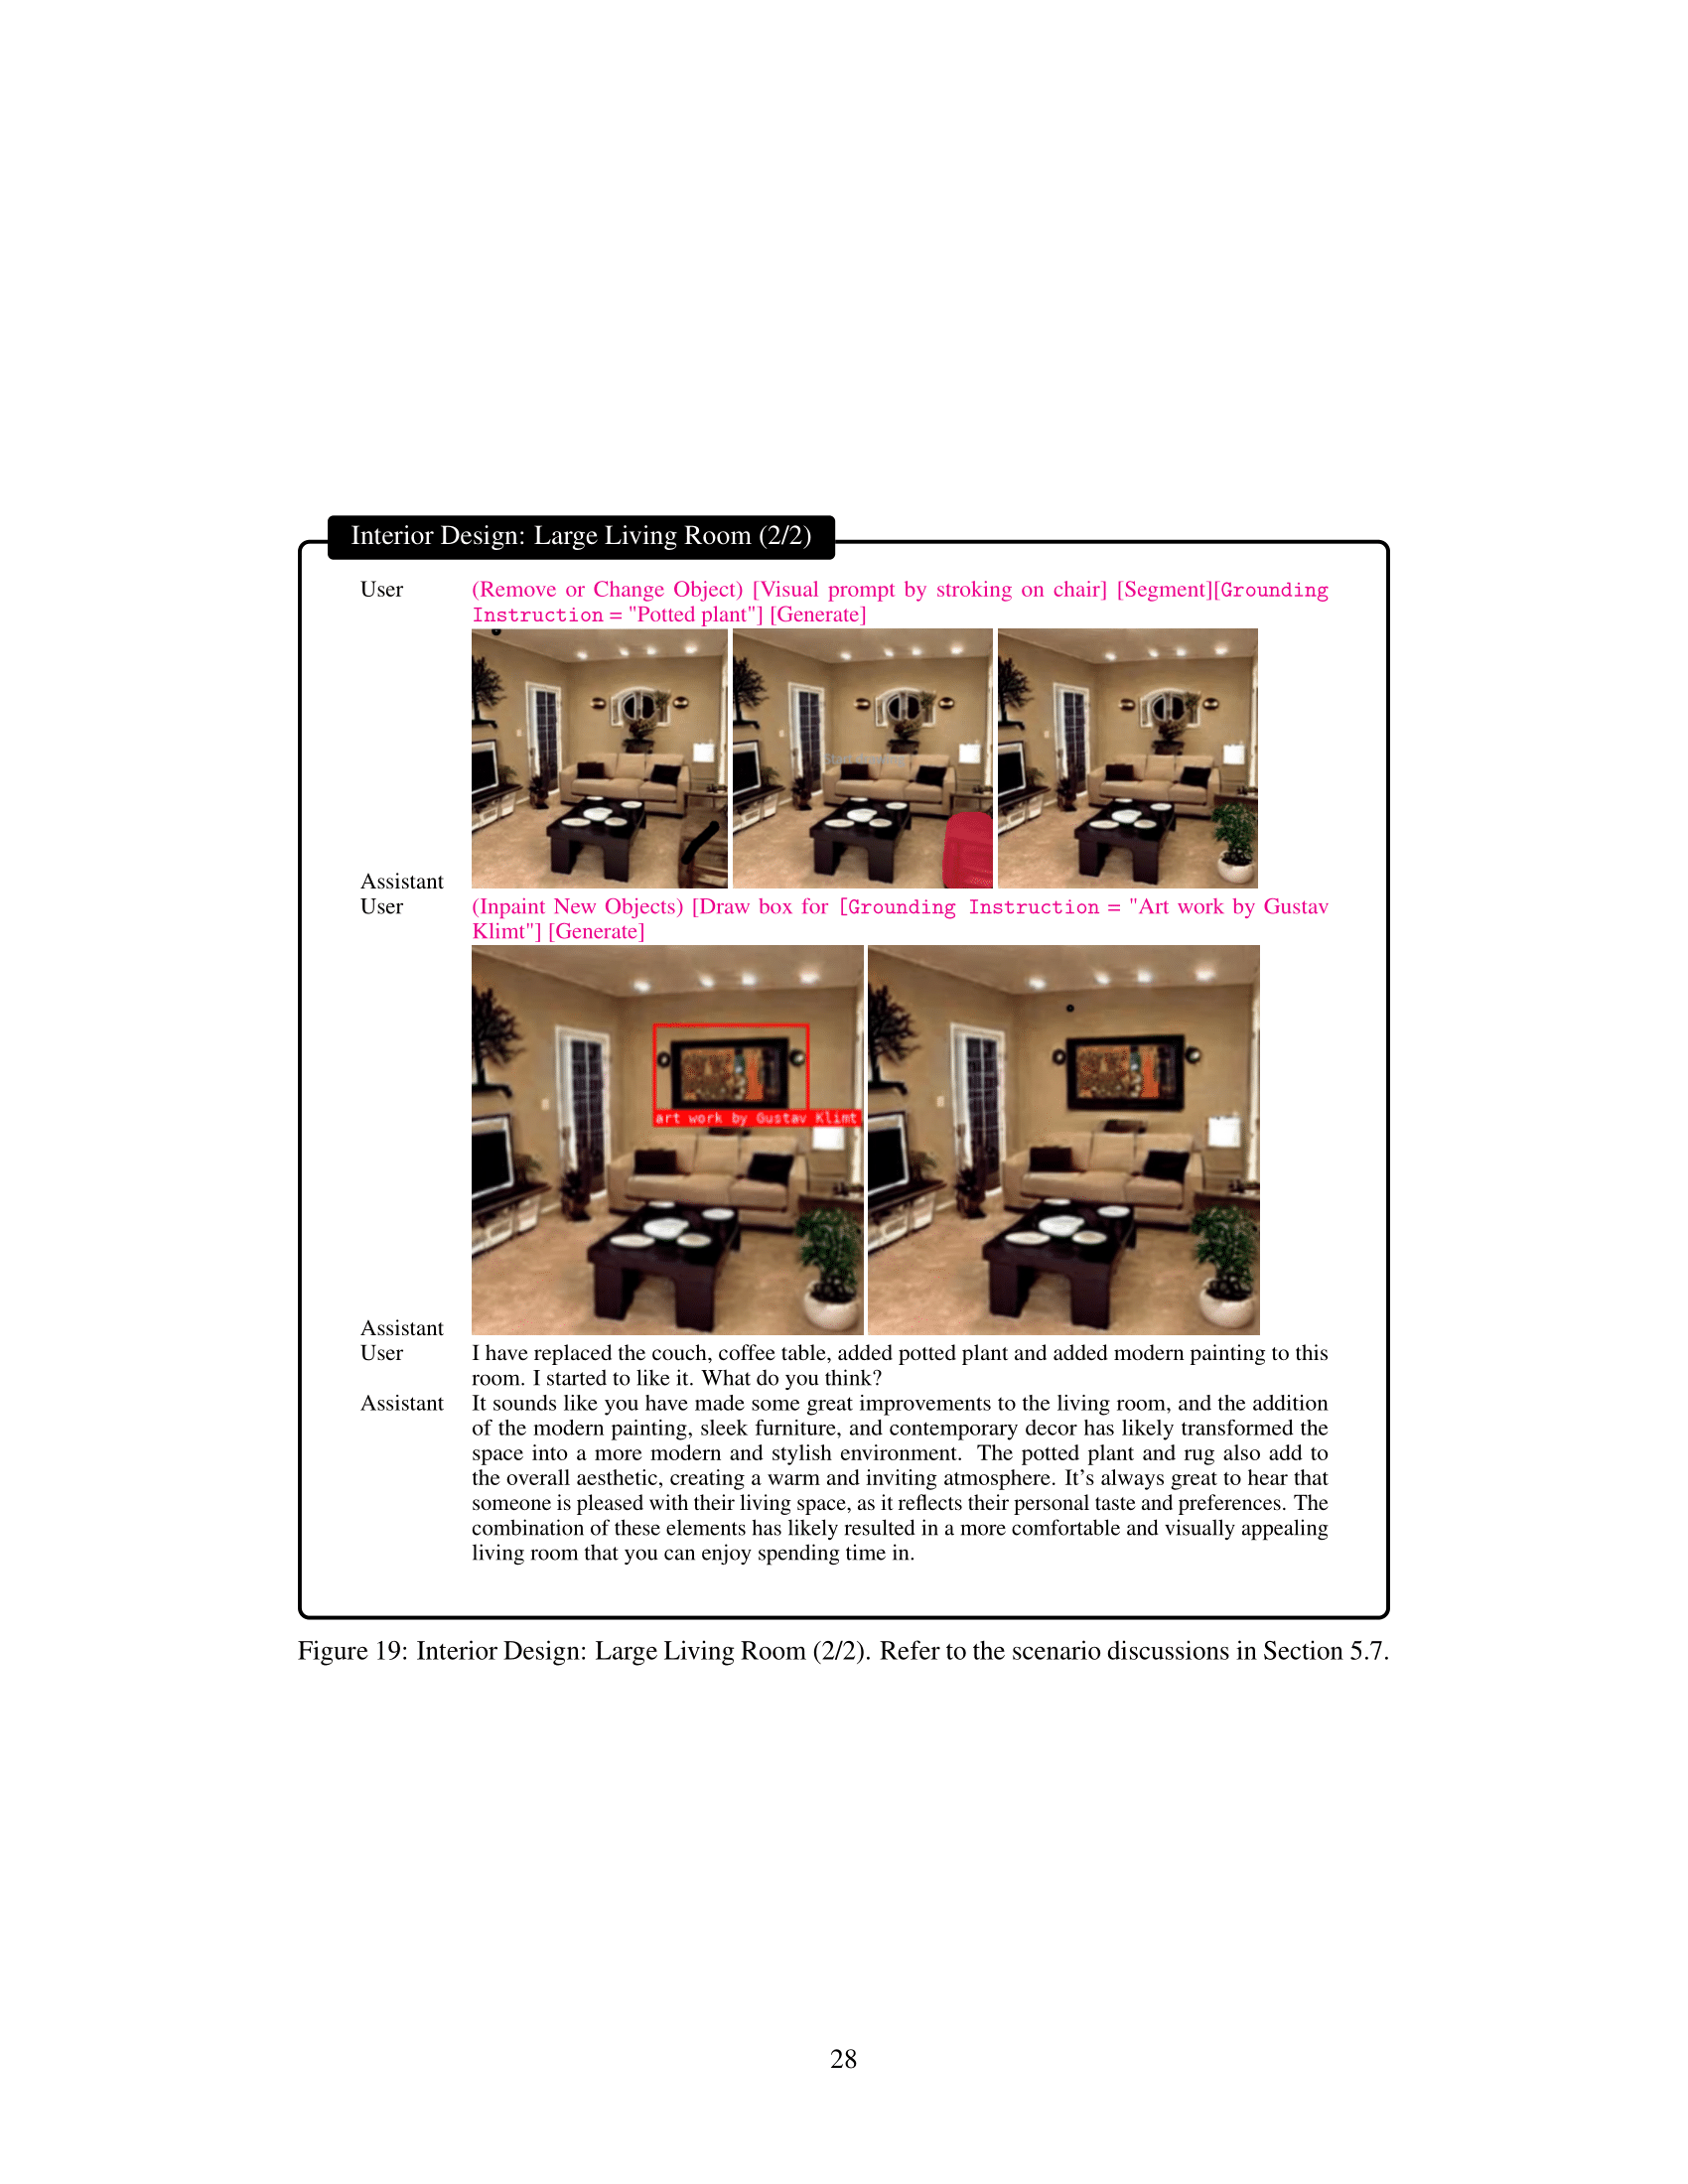 Interior Design: Large Living Room (2/2)
User (Remove or Change Object) [Visual prompt by stroking on chair] [Segment][Grounding
Instruction = "Potted plant"] [Generate]
Assistant
User (Inpaint New Objects) [Draw box for [Grounding Instruction = "Art work by Gustav
Klimt"] [Generate]
art work by Gustav Klimt
Assistant
User I have replaced the couch, coffee table, added potted plant and added modern painting to this
room. I started to like it. What do you think?
Assistant It sounds like you have made some great improvements to the living room, and the addition
of the modern painting, sleek furniture, and contemporary decor has likely transformed the
space into a more modern and stylish environment. The potted plant and rug also add to
the overall aesthetic, creating a warm and inviting atmosphere. It's always great to hear that
someone is pleased with their living space, as it reflects their personal taste and preferences. The
combination of these elements has likely resulted in a more comfortable and visually appealing
living room that you can enjoy spending time in.
Figure 19: Interior Design: Large Living Room (2/2). Refer to the scenario discussions in Section 5.7.
28